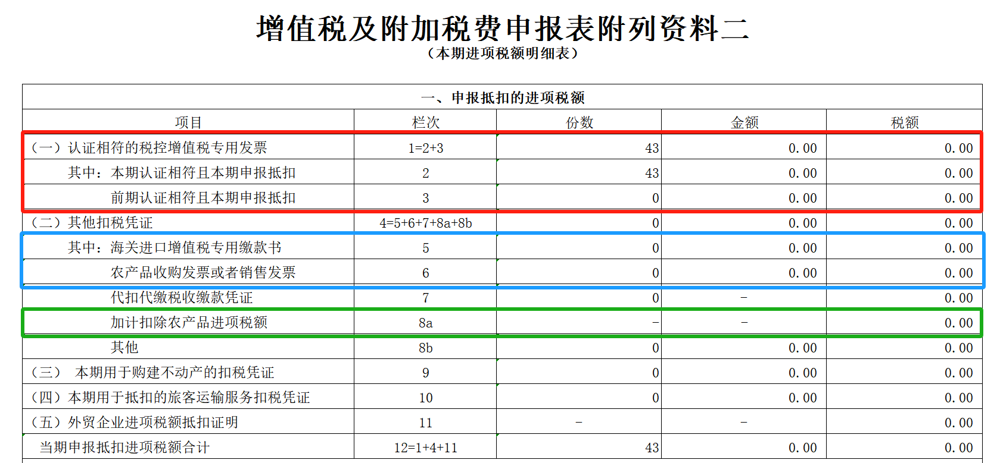 增值税及附加税费申报表附列资料二
（本期进项税额明细表）
一、申报抵扣的进项税额
项目 栏次 份数 金额 税额
（一）认证相符的税控增值税专用发票 1=2+3 43 0.00 0.00
其中：本期认证相符且本期申报抵扣 2 43 0.00 0.00
前期认证相符且本期申报抵扣 3 0 0.00 0.00
（二）其他扣税凭证 4=5+6+7+8a+8b 0 0.00 0.00
其中：海关进口增值税专用缴款书 5 0 0.00 0.00
农产品收购发票或者销售发票 6 0 0.00 0.00
代扣代缴税收缴款凭证 7 0 - 0.00
加计扣除农产品进项税额 8a - - 0.00
其他 8b 0 0.00 0.00
（三） 本期用于购建不动产的扣税凭证 9 0 0.00 0.00
（四）本期用于抵扣的旅客运输服务扣税凭证 10 0 0.00 0.00
（五）外贸企业进项税额抵扣证明 11 - - 0.00
当期申报抵扣进项税额合计 12=1+4+11 43 0.00 0.00